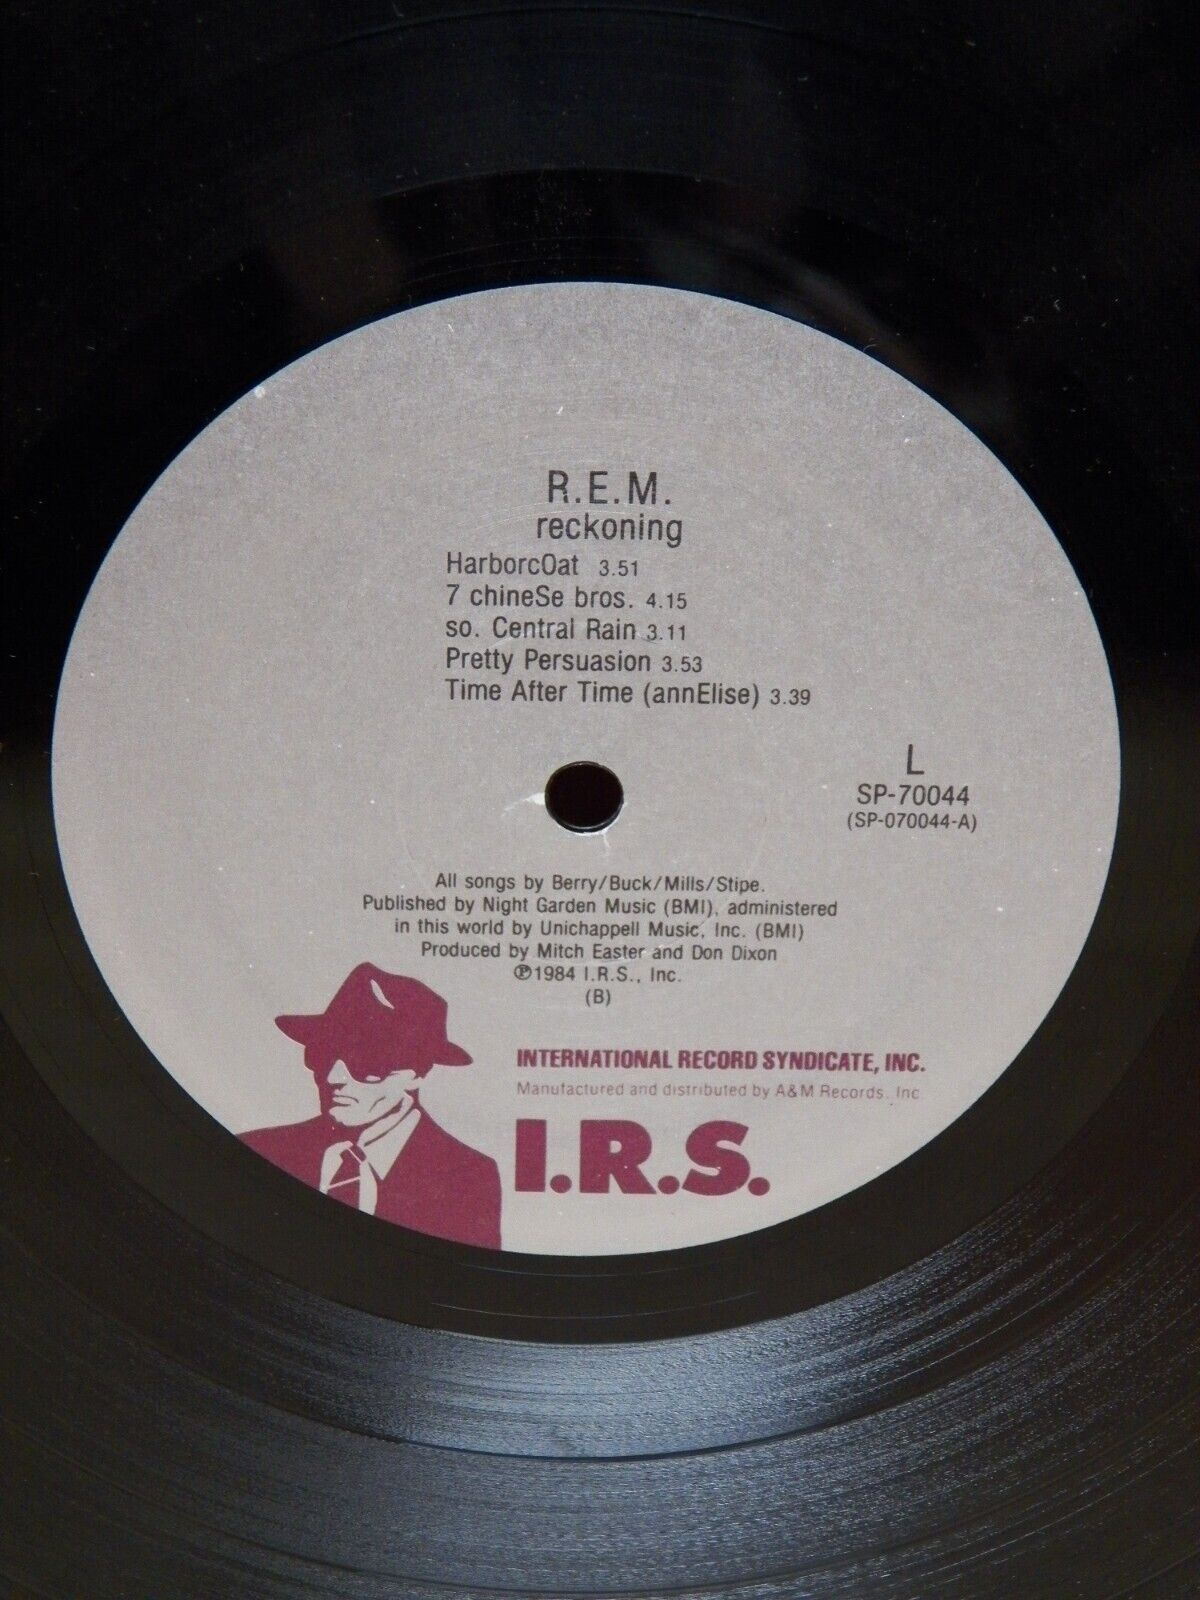 R.E.M.
reckoning
HarborcOat 3.51
7 chineSe bros. 4.15
so. Central Rain 3.11
Pretty Persuasion 3.53
Time After Time (annElise) 3.39
L
SP-70044
(SP-070044-A)
All songs by Berry/Buck/Mills/Stipe.
Published by Night Garden Music (BMI), administered
in this world by Unichappell Music, Inc. (BMI)
Produced by Mitch Easter and Don Dixon
℗1984 I.R.S., Inc.
(B)
INTERNATIONAL RECORD SYNDICATE, INC.
Manufactured and distributed by A&M Records, Inc.
I.R.S.